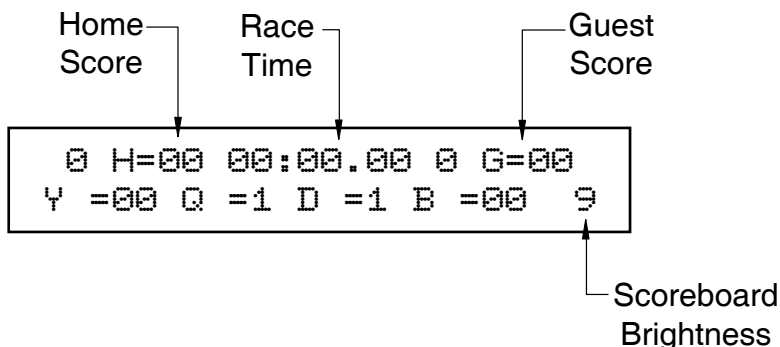 Home Score
Race Time
Guest Score
0 H=00 00:00.00 0 G=00
Y =00 Q =1 D =1 B =00 9
Scoreboard Brightness